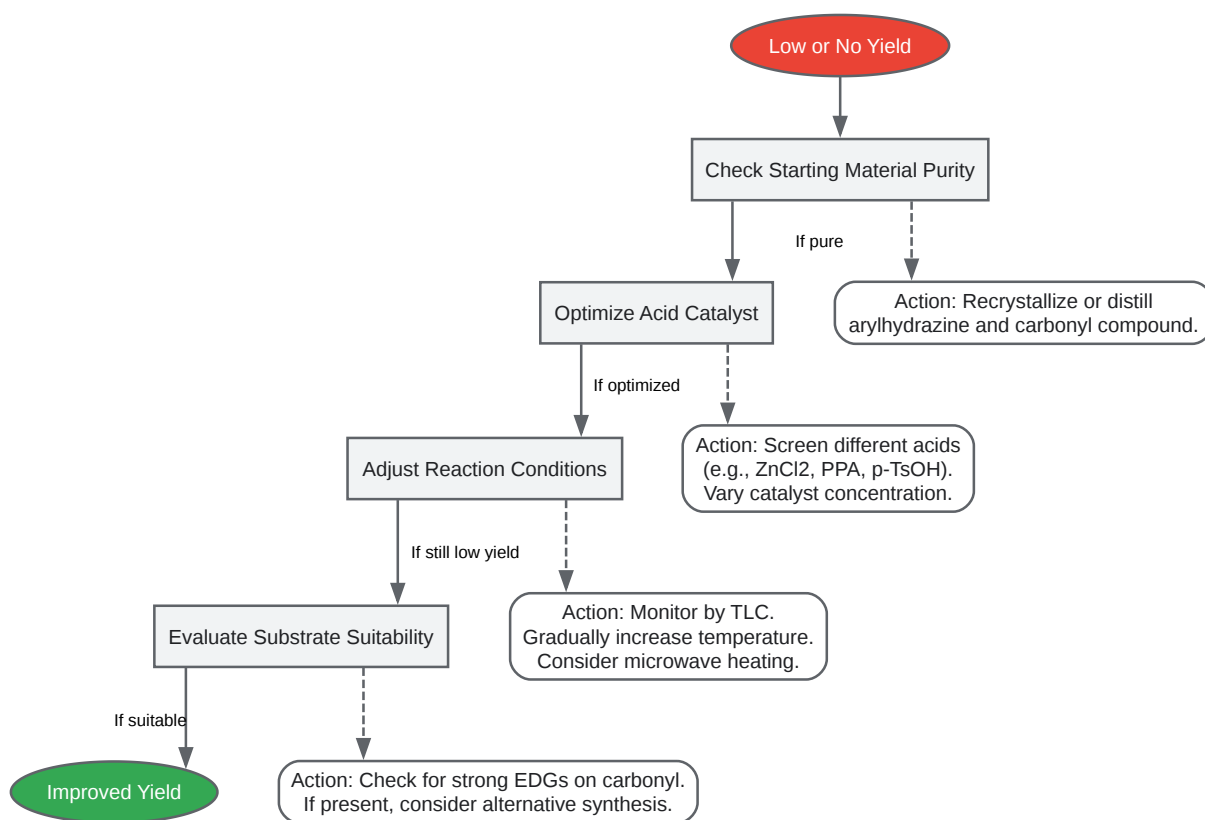 Low or No Yield
Check Starting Material Purity
If pure
Action: Recrystallize or distill
arylhydrazine and carbonyl compound.
Optimize Acid Catalyst
If optimized
Action: Screen different acids
(e.g., ZnCl2, PPA, p-TsOH).
Vary catalyst concentration.
Adjust Reaction Conditions
If still low yield
Action: Monitor by TLC.
Gradually increase temperature.
Consider microwave heating.
Evaluate Substrate Suitability
If suitable
Action: Check for strong EDGs on carbonyl.
If present, consider alternative synthesis.
Improved Yield